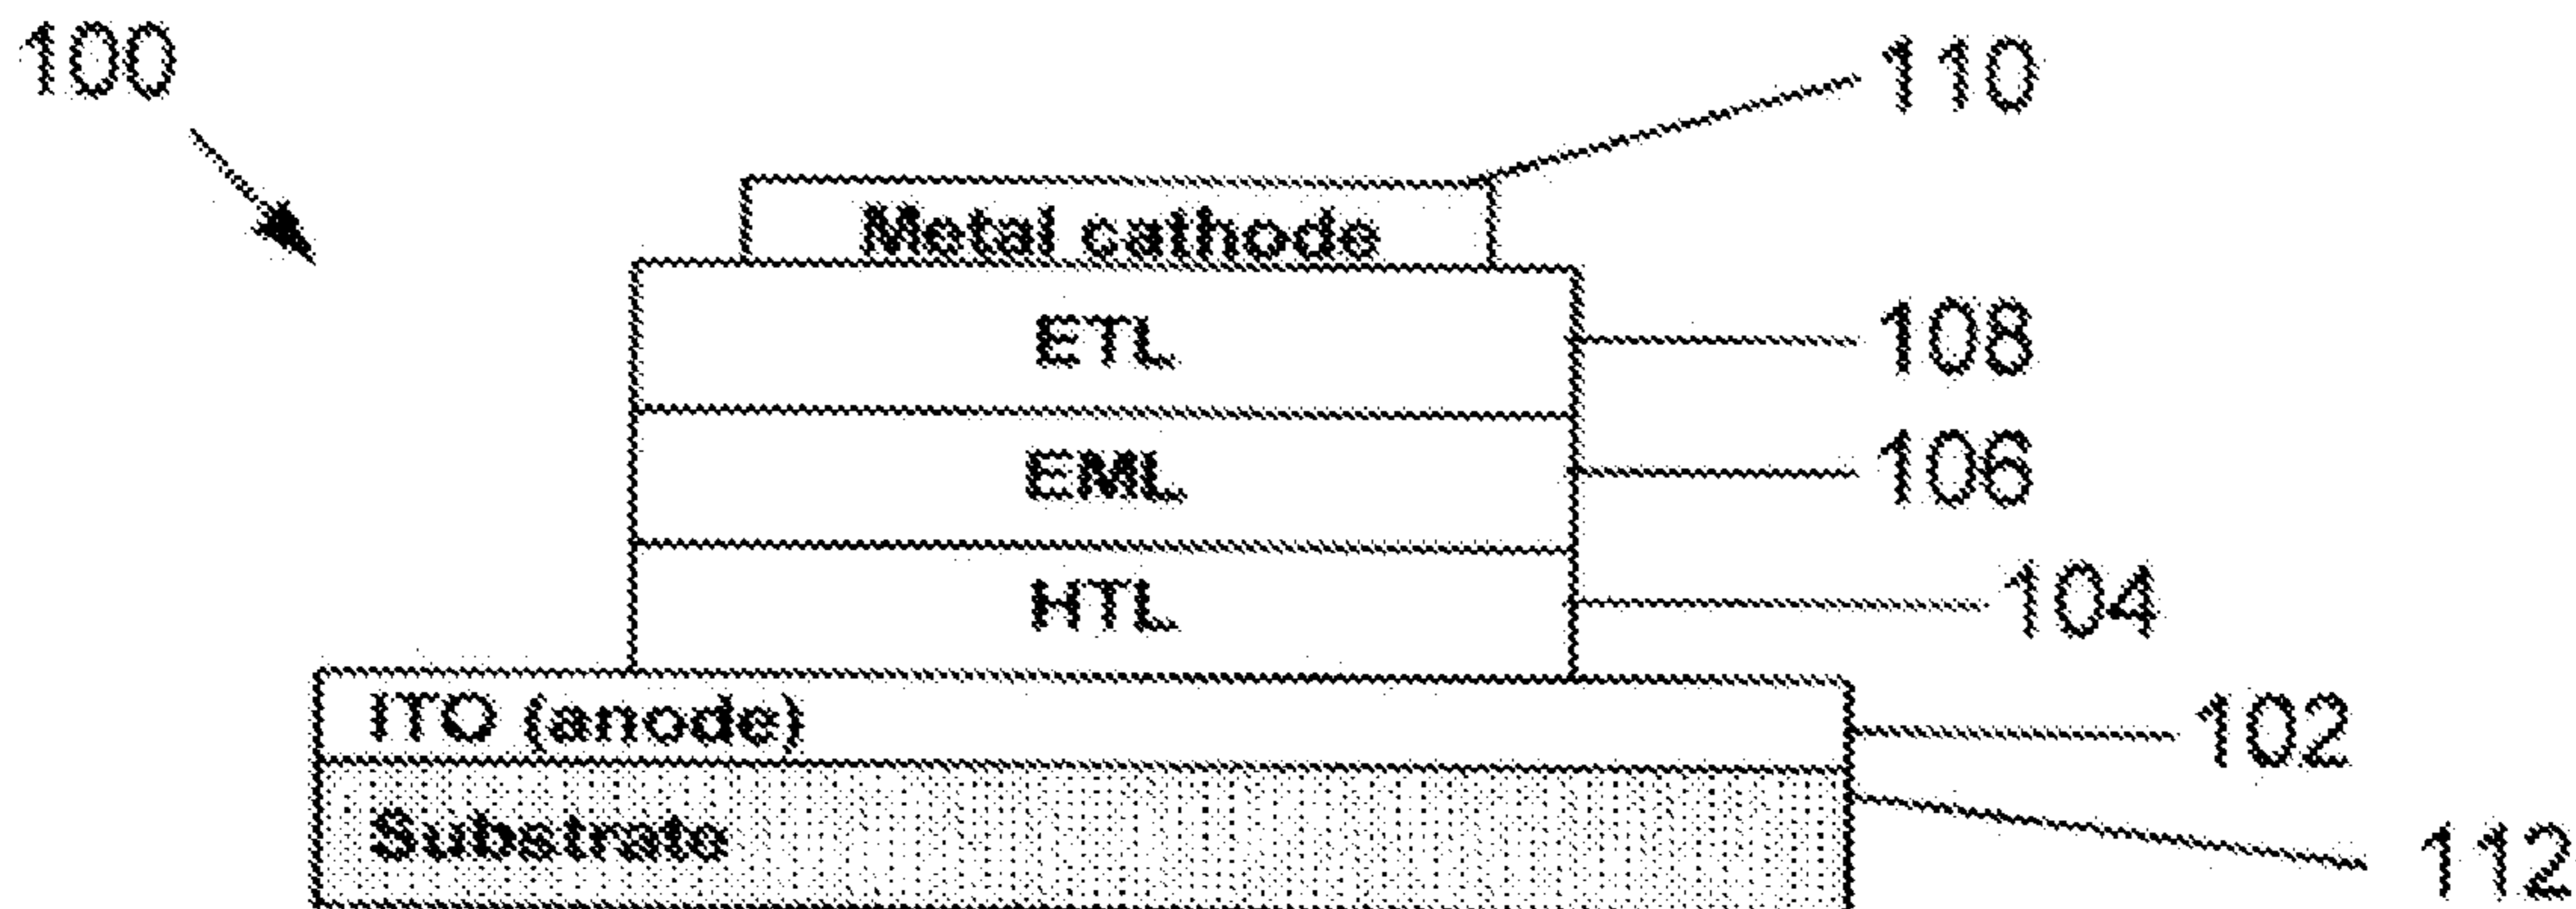 100
110
Metal cathode
ETL
108
EML
106
HTL
104
ITO (anode)
102
Substrate
112